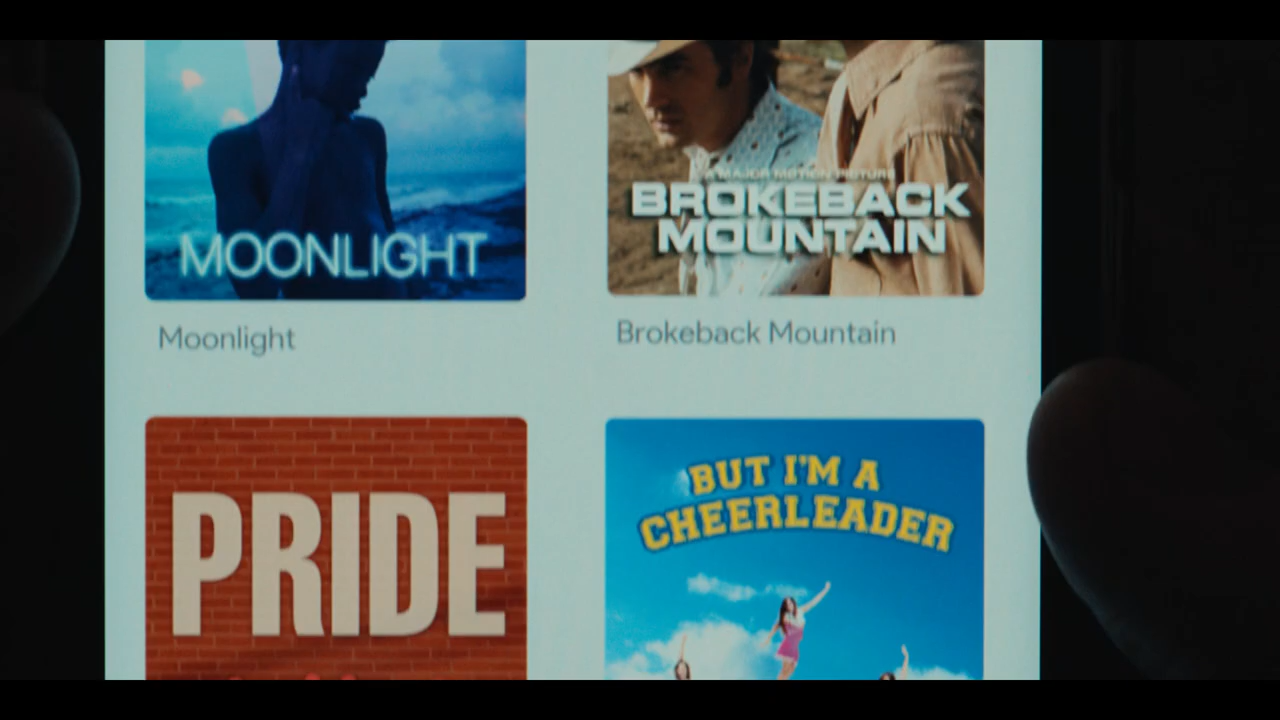 MOONLIGHT
Moonlight
A MAJOR MOTION PICTURE
BROKEBACK
MOUNTAIN
Brokeback Mountain
PRIDE
BUT I'M A
CHEERLEADER